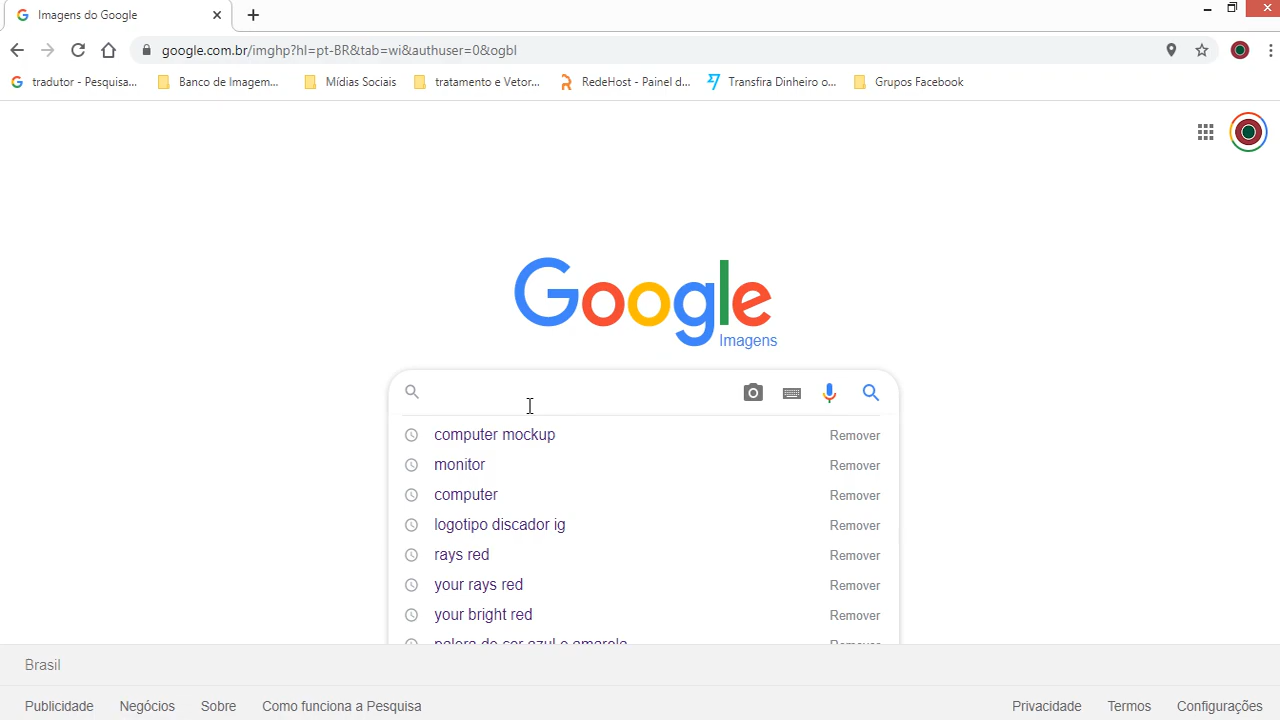 Imagens do Google
google.com.br/imghp?hl=pt-BR&tab=wi&authuser=0&ogbl
tradutor - Pesquisa... Banco de Imagem... Mídias Sociais tratamento e Vetor... RedeHost - Painel d... Transfira Dinheiro o... Grupos Facebook
Google
Imagens
computer mockup Remover
monitor Remover
computer Remover
logotipo discador ig Remover
rays red Remover
your rays red Remover
your bright red Remover
Brasil
Publicidade Negócios Sobre Como funciona a Pesquisa Privacidade Termos Configurações